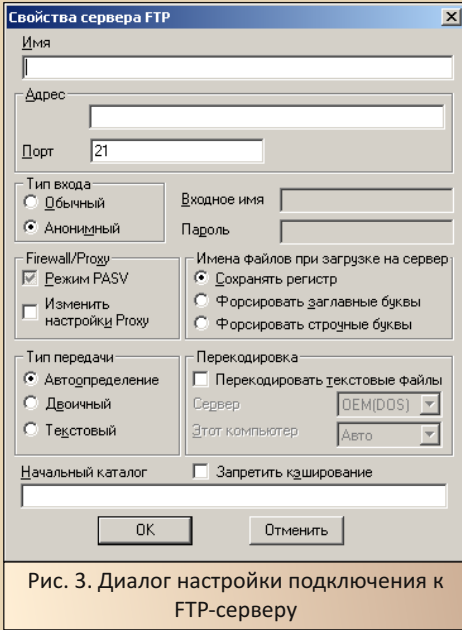 Свойства сервера FTP
Имя
Адрес
Порт 21
Тип входа
Обычный
Анонимный
Входное имя
Пароль
Firewall/Proxy
Режим PASV
Изменить
настройки Proxy
Имена файлов при загрузке на сервер
Сохранять регистр
Форсировать заглавные буквы
Форсировать строчные буквы
Тип передачи
Автоопределение
Двоичный
Текстовый
Перекодировка
Перекодировать текстовые файлы
Сервер OEM(DOS)
Этот компьютер Авто
Начальный каталог
Запретить кэширование
OK
Отменить
Рис. 3. Диалог настройки подключения к
FTP-серверу